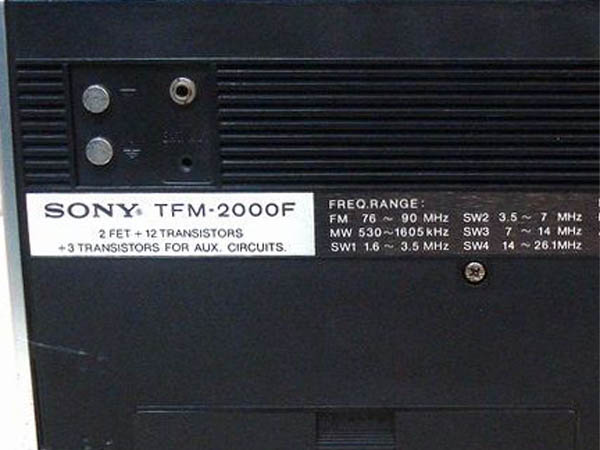 SONY® TFM-2000F
2 FET + 12 TRANSISTORS
+3 TRANSISTORS FOR AUX. CIRCUITS.
FREQ.RANGE:
FM 76 ~ 90 MHz SW2 3.5 ~ 7 MHz
MW 530~1605kHz SW3 7 ~ 14 MHz
SW1 1.6 ~ 3.5 MHz SW4 14 ~ 26.1MHz